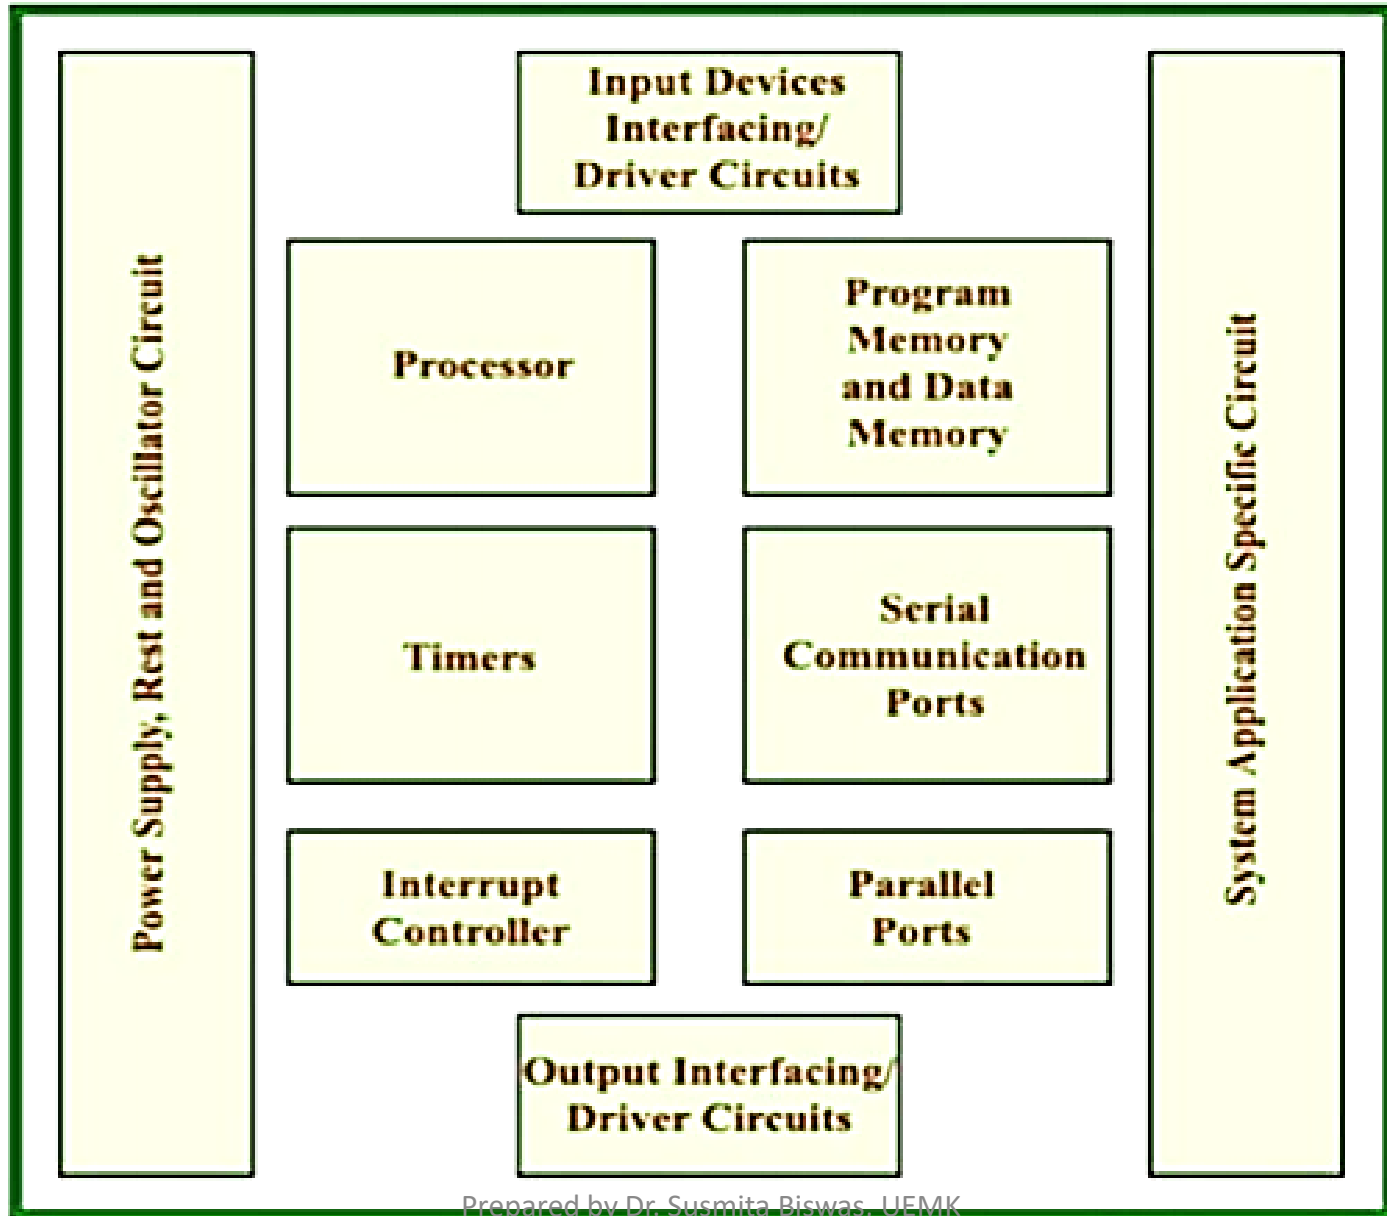 Input Devices
Interfacing/
Driver Circuits
Power Supply, Rest and Oscillator Circuit
Processor
Program
Memory
and Data
Memory
System Application Specific Circuit
Timers
Serial
Communication
Ports
Interrupt
Controller
Parallel
Ports
Output Interfacing/
Driver Circuits
Prepared by Dr. Susmita Biswas, UEMK